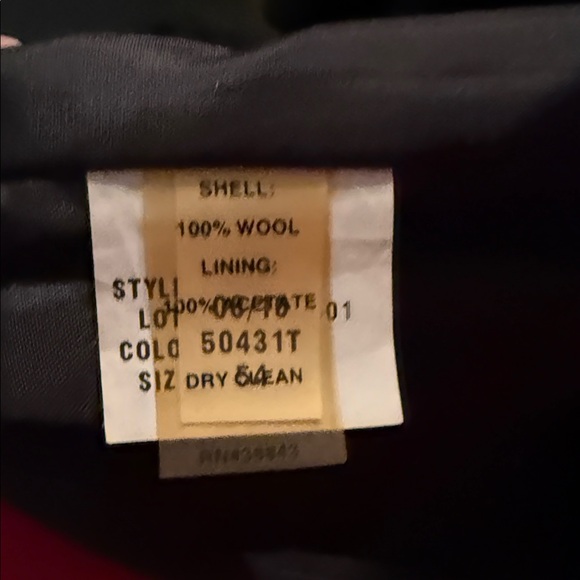 SHELL:
100% WOOL
LINING:
100% ACETATE
DRY CLEAN
STYL
LOT 01
COLO 50431T
SIZ 54